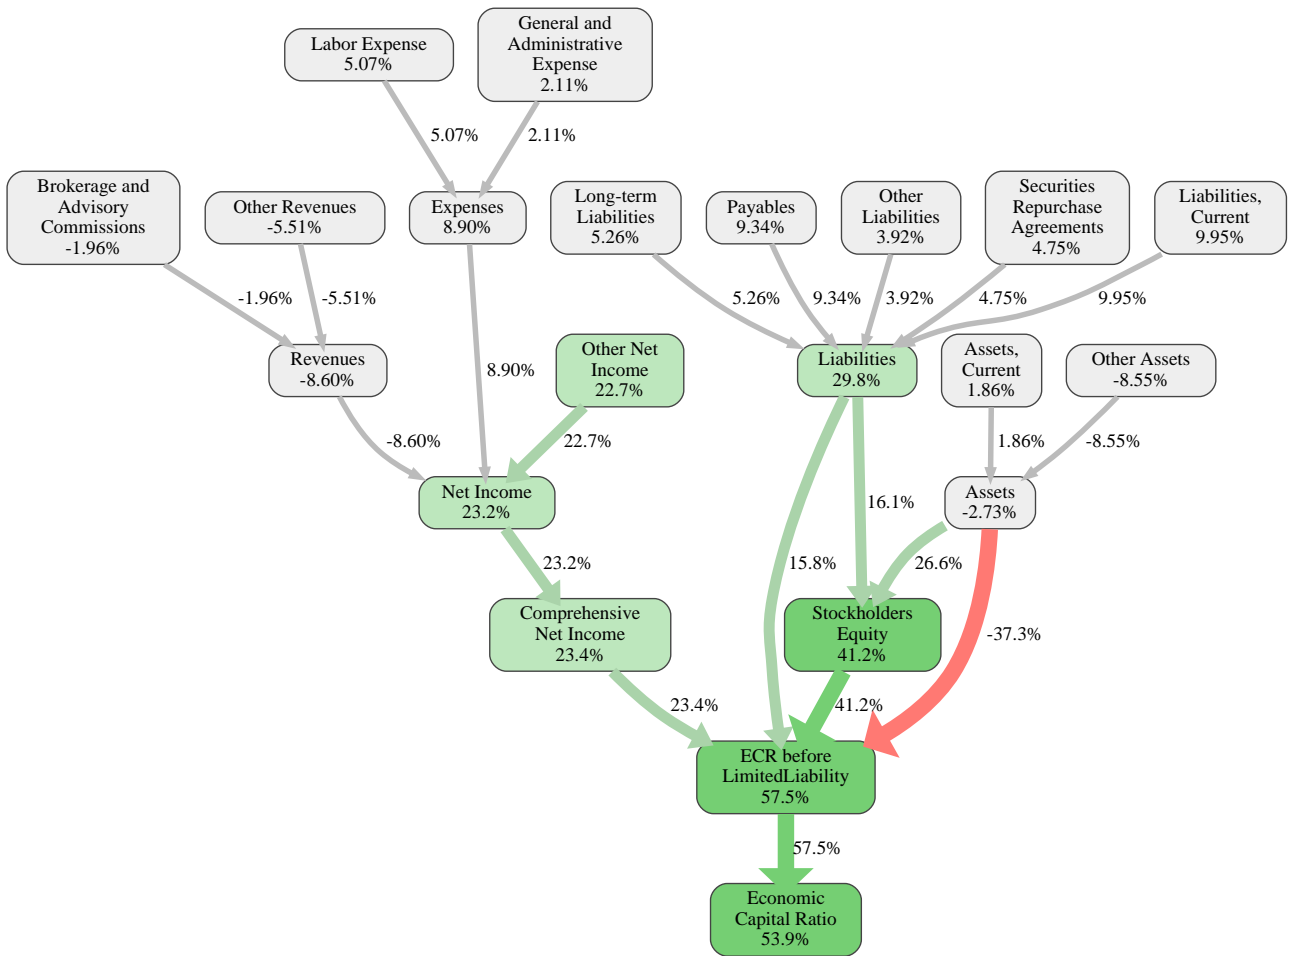 Labor Expense
5.07%
General and
Administrative
Expense
2.11%
5.07%
2.11%
Brokerage and
Advisory
Commissions
-1.96%
Other Revenues
-5.51%
Expenses
8.90%
Long-term
Liabilities
5.26%
Payables
9.34%
Other
Liabilities
3.92%
Securities
Repurchase
Agreements
4.75%
Liabilities,
Current
9.95%
-1.96%
-5.51%
5.26%
9.34%
3.92%
4.75%
9.95%
Revenues
-8.60%
8.90%
Other Net
Income
22.7%
Liabilities
29.8%
Assets,
Current
1.86%
Other Assets
-8.55%
-8.60%
22.7%
1.86%
-8.55%
Net Income
23.2%
16.1%
Assets
-2.73%
23.2%
15.8%
26.6%
Comprehensive
Net Income
23.4%
Stockholders
Equity
41.2%
-37.3%
23.4%
41.2%
ECR before
LimitedLiability
57.5%
57.5%
Economic
Capital Ratio
53.9%